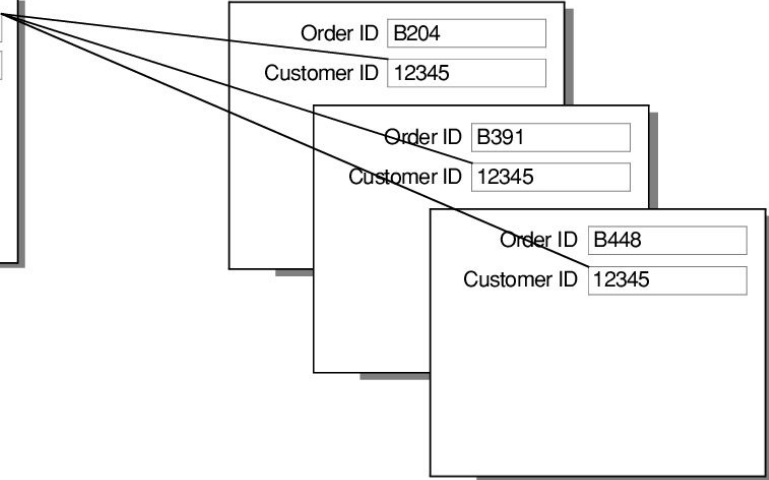 Order ID B204
Customer ID 12345
Order ID B391
Customer ID 12345
Order ID B448
Customer ID 12345